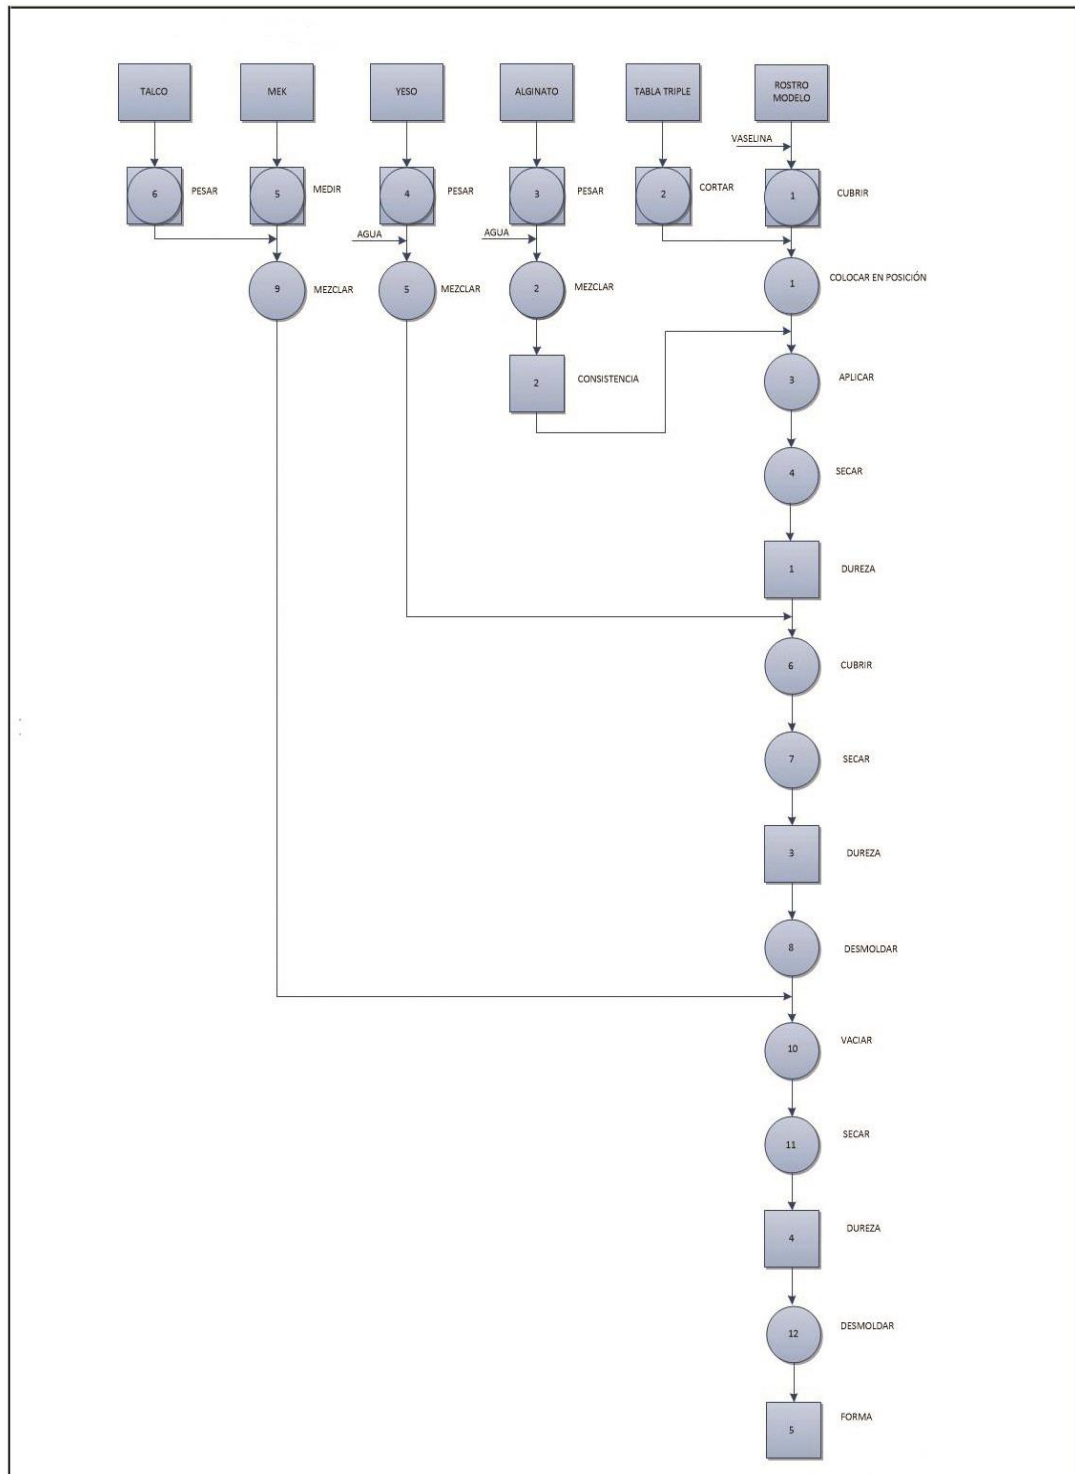 TALCO
MEK
YESO
ALGINATO
TABLA TRIPLE
ROSTRO
MODELO
VASELINA
6
PESAR
5
MEDIR
4
PESAR
3
PESAR
2
CORTAR
1
CUBRIR
AGUA
AGUA
9
MEZCLAR
5
MEZCLAR
2
MEZCLAR
1
COLOCAR EN POSICIÓN
2
CONSISTENCIA
3
APLICAR
4
SECAR
1
DUREZA
6
CUBRIR
7
SECAR
3
DUREZA
8
DESMOLDAR
10
VACIAR
11
SECAR
4
DUREZA
12
DESMOLDAR
5
FORMA